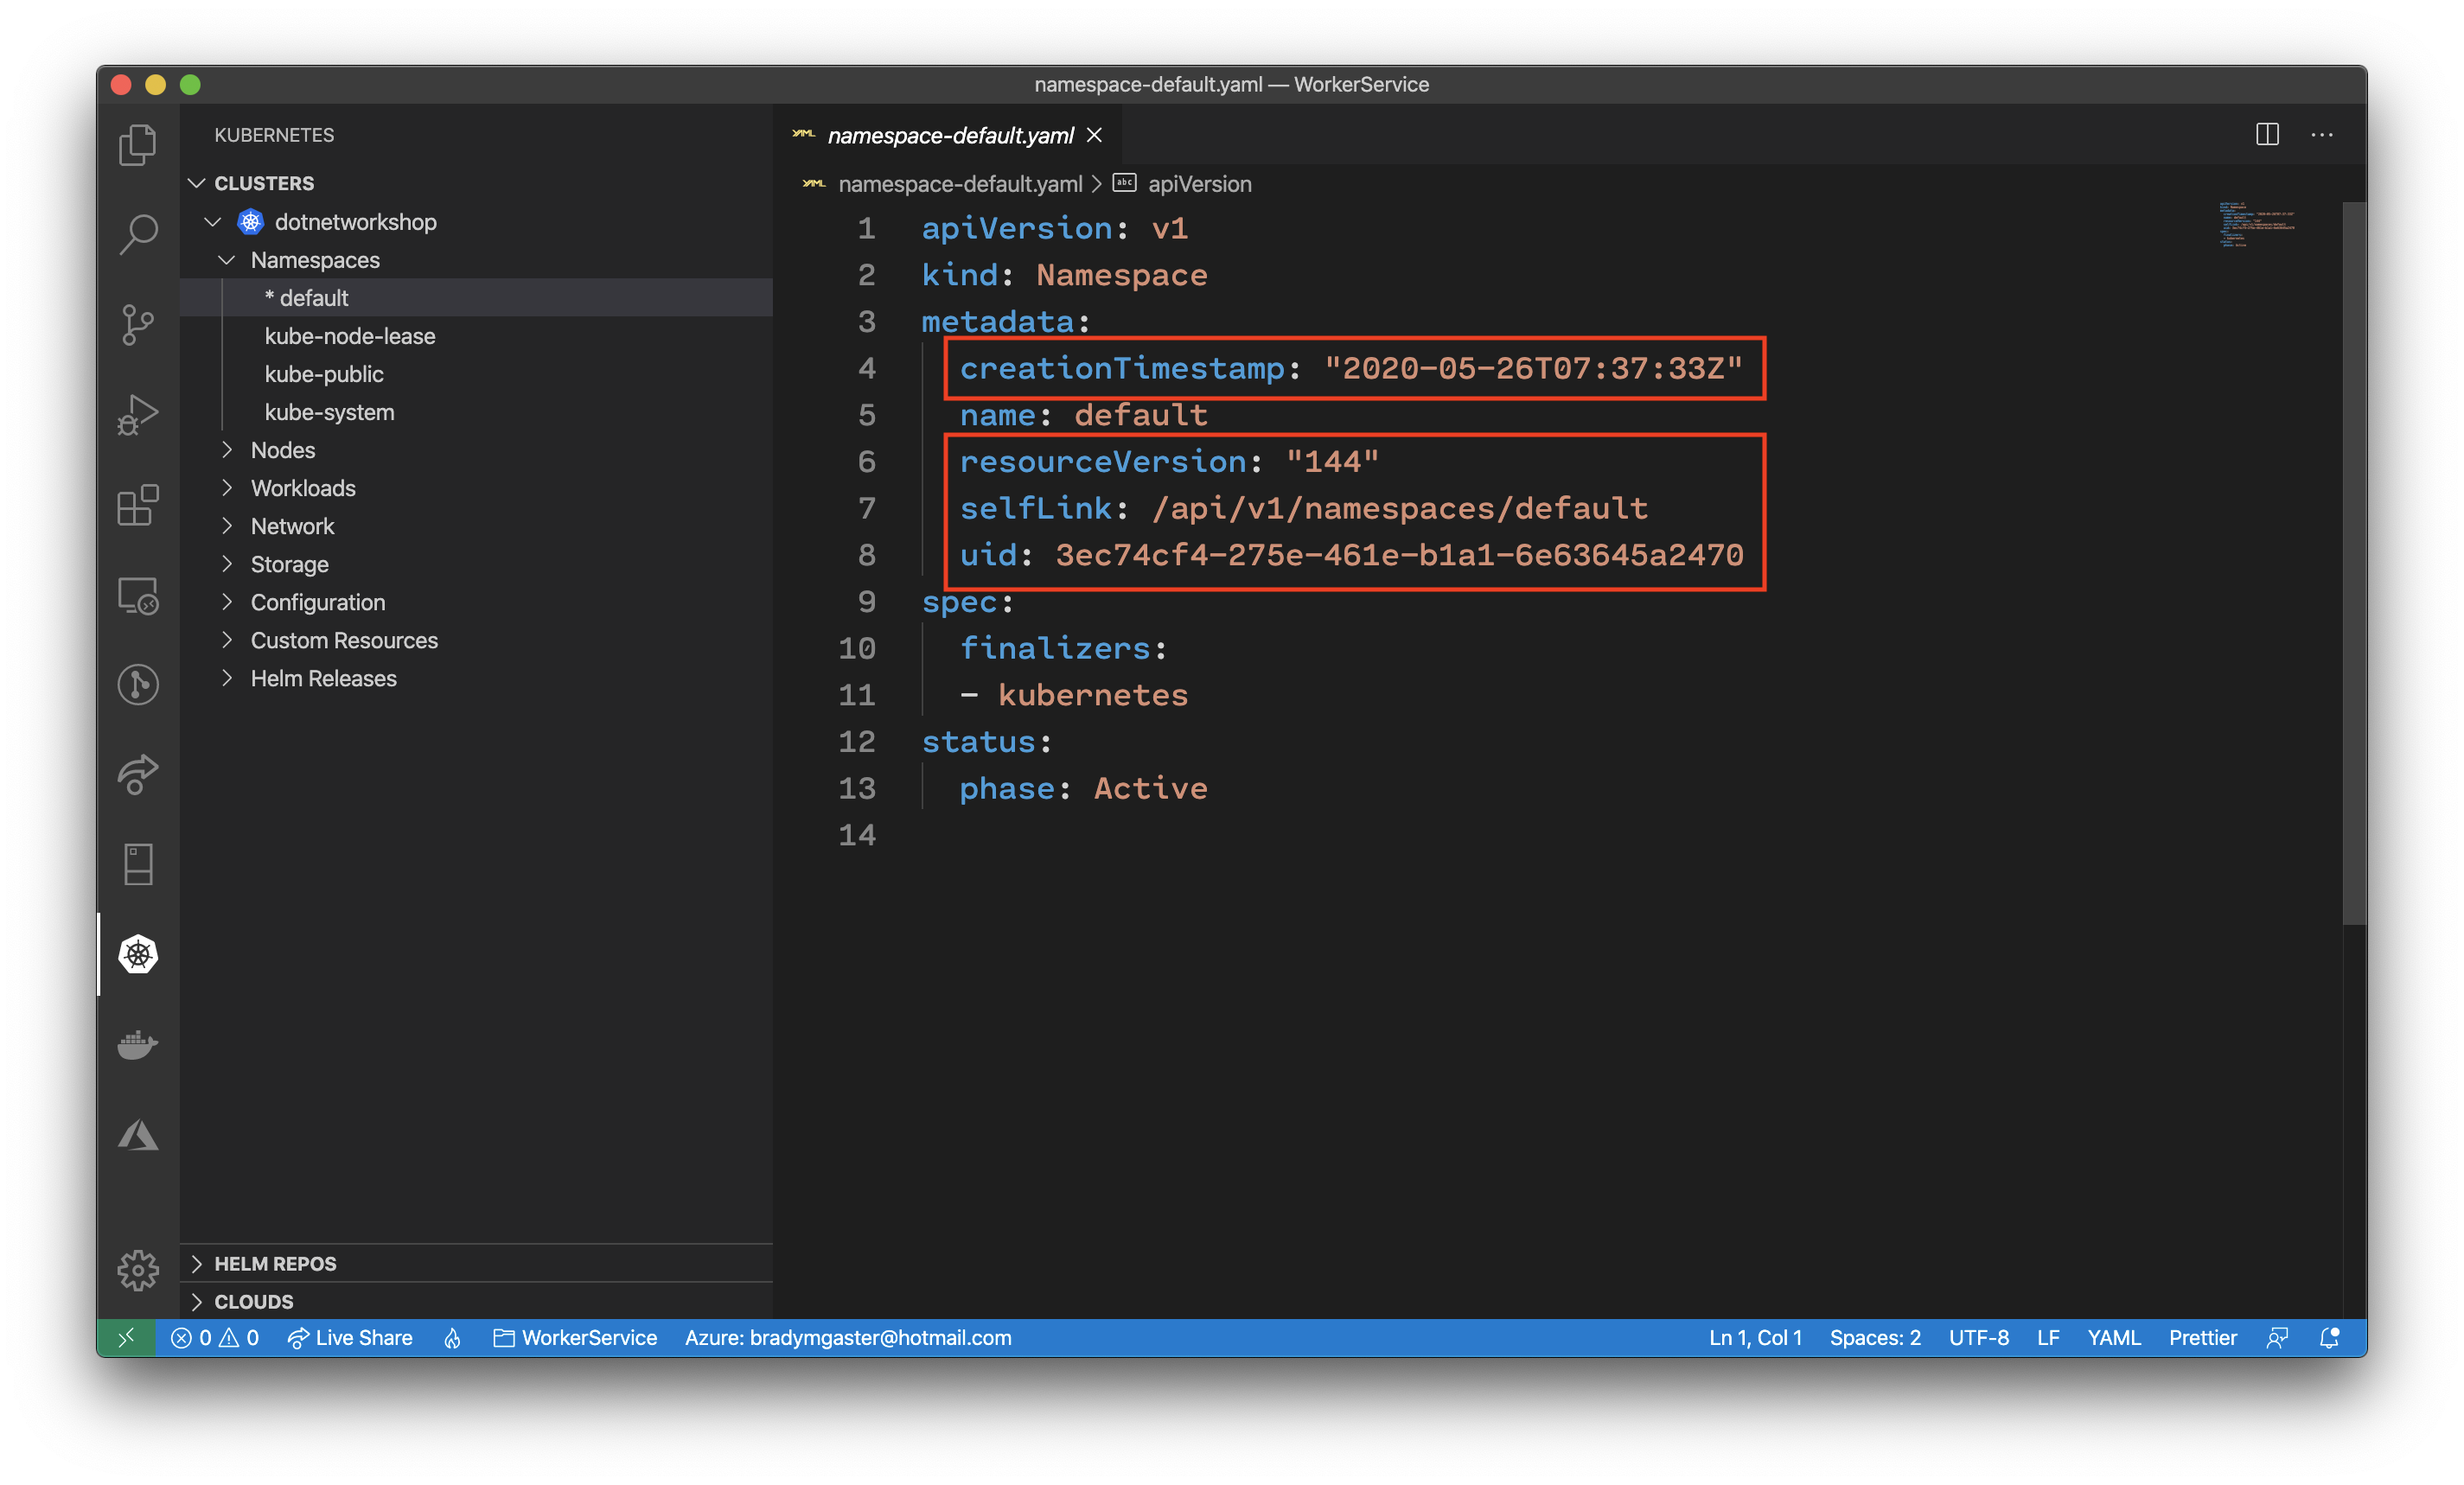 namespace-default.yaml — WorkerService
KUBERNETES
CLUSTERS
dotnetworkshop
Namespaces
* default
kube-node-lease
kube-public
kube-system
Nodes
Workloads
Network
Storage
Configuration
Custom Resources
Helm Releases
HELM REPOS
CLOUDS
YAML namespace-default.yaml
YAML namespace-default.yaml > abc apiVersion
1 apiVersion: v1
2 kind: Namespace
3 metadata:
4   creationTimestamp: "2020-05-26T07:37:33Z"
5   name: default
6   resourceVersion: "144"
7   selfLink: /api/v1/namespaces/default
8   uid: 3ec74cf4-275e-461e-b1a1-6e63645a2470
9 spec:
10   finalizers:
11   - kubernetes
12 status:
13   phase: Active
14
0 0 Live Share WorkerService Azure: bradymgaster@hotmail.com Ln 1, Col 1 Spaces: 2 UTF-8 LF YAML Prettier